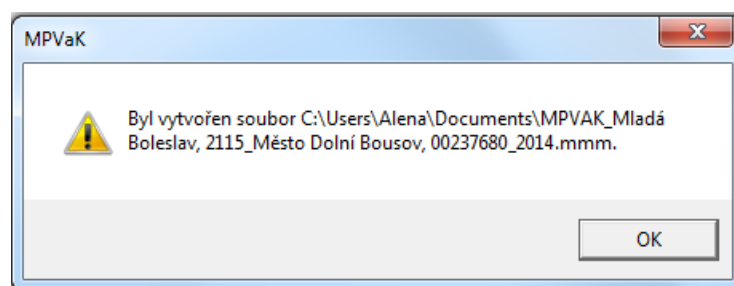 MPVaK
Byl vytvořen soubor C:\Users\Alena\Documents\MPVAK_Mladá
Boleslav, 2115_Město Dolní Bousov, 00237680_2014.mmm.
OK